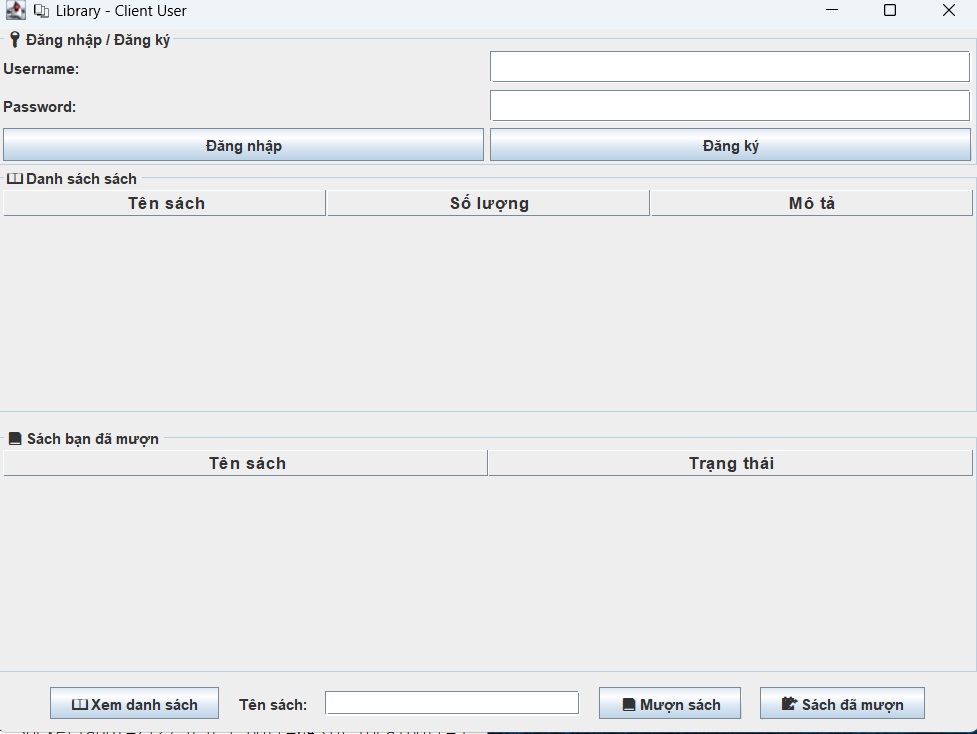 Library - Client User
Đăng nhập / Đăng ký
Username:
Password:
Đăng nhập Đăng ký
Danh sách sách
Tên sách Số lượng Mô tả
Sách bạn đã mượn
Tên sách Trạng thái
Xem danh sách Tên sách: Mượn sách Sách đã mượn